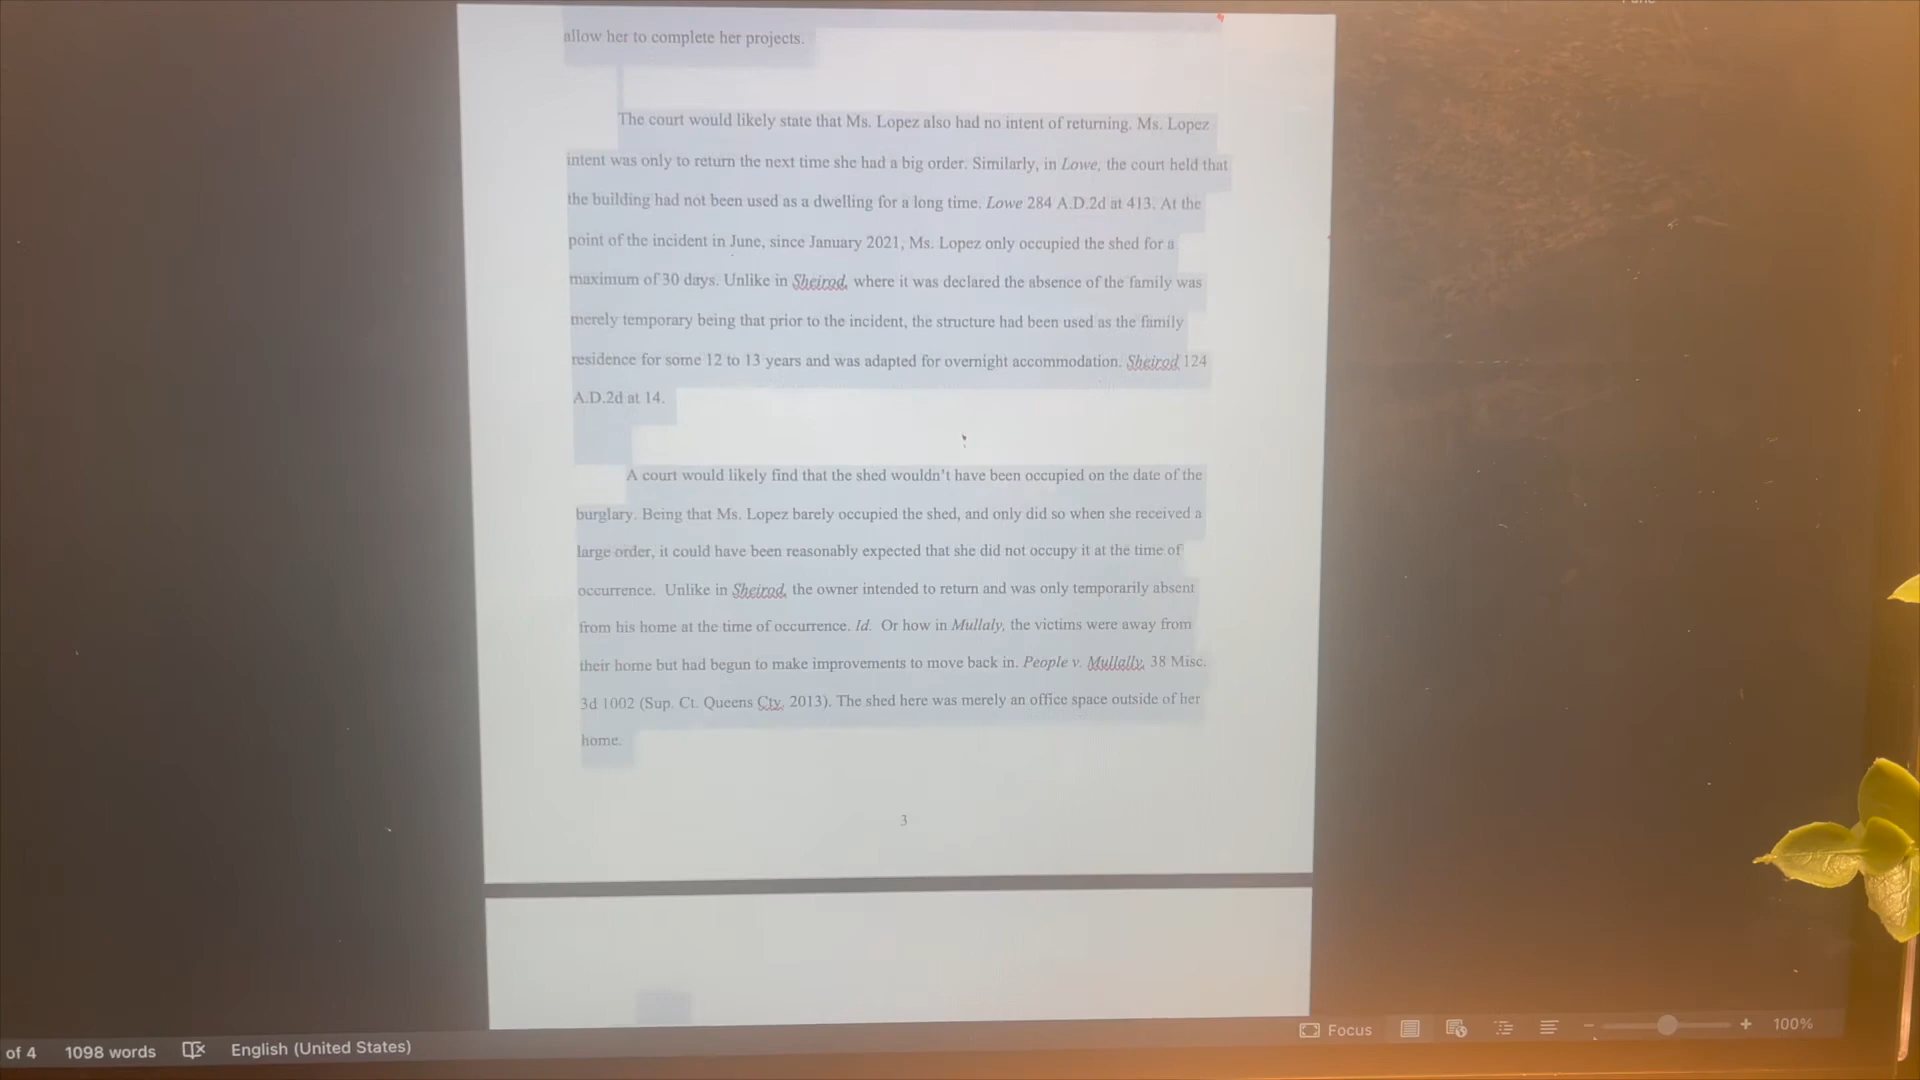 allow her to complete her projects.
The court would likely state that Ms. Lopez also had no intent of returning. Ms. Lopez
intent was only to return the next time she had a big order. Similarly, in Lowe, the court held that
the building had not been used as a dwelling for a long time. Lowe 284 A.D.2d at 413. At the
point of the incident in June, since January 2021, Ms. Lopez only occupied the shed for a
maximum of 30 days. Unlike in Sheirod, where it was declared the absence of the family was
merely temporary being that prior to the incident, the structure had been used as the family
residence for some 12 to 13 years and was adapted for overnight accommodation. Sheirod 124
A.D.2d at 14.
A court would likely find that the shed wouldn't have been occupied on the date of the
burglary. Being that Ms. Lopez barely occupied the shed, and only did so when she received a
large order, it could have been reasonably expected that she did not occupy it at the time of
occurrence. Unlike in Sheirod, the owner intended to return and was only temporarily absent
from his home at the time of occurrence. Id. Or how in Mullaly, the victims were away from
their home but had begun to make improvements to move back in. People v. Mullally, 38 Misc.
3d 1002 (Sup. Ct. Queens Cty. 2013). The shed here was merely an office space outside of her
home.
3
of 4 1098 words English (United States) Focus 100%